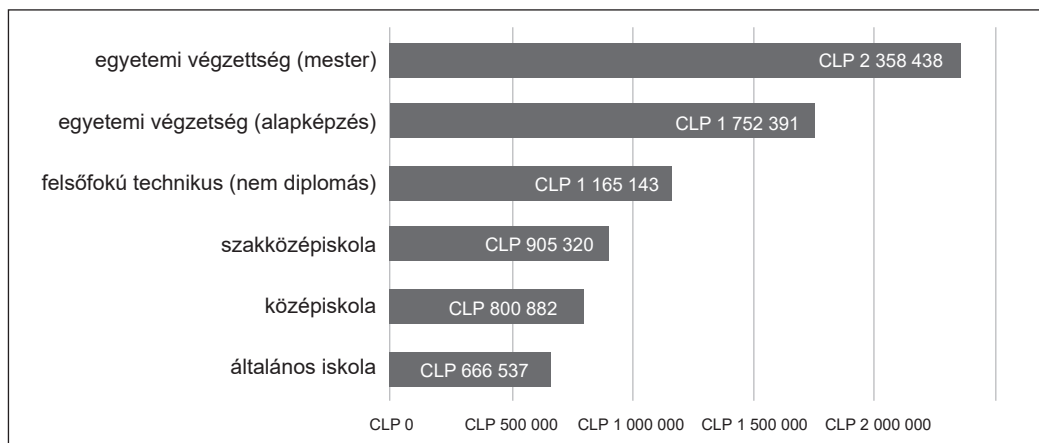 egyetemi végzettség (mester)
CLP 2 358 438
egyetemi végzetség (alapképzés)
CLP 1 752 391
felsőfokú technikus (nem diplomás)
CLP 1 165 143
szakközépiskola
CLP 905 320
középiskola
CLP 800 882
általános iskola
CLP 666 537
CLP 0 CLP 500 000 CLP 1 000 000 CLP 1 500 000 CLP 2 000 000